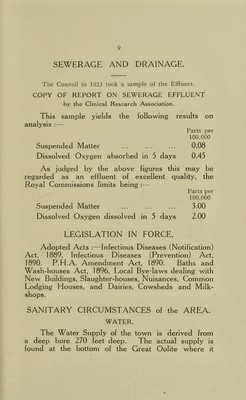 9
SEWERAGE AND DRAINAGE.
The Council in 1923 took a sample of the Effluent.
COPY OF REPORT ON SEWERAGE EFFLUENT
by the Clinical Research Association.
This sample yields the following results on
analysis :—
Parts per
100,000
Suspended Matter ... ... ... 0.08
Dissolved Oxygen absorbed in 5 days 0.45
As judged by the above figures this may be
regarded as an effluent of excellent quality, the
Royal Commissions limits being :—
Parts per
100,000
Suspended Matter ... ... ... 3.00
Dissolved Oxygen dissolved in 5 days 2.00
LEGISLATION IN FORCE.
Adopted Acts :—Infectious Diseases (Notification)
Act, 1889, Infectious Diseases (Prevention) Act,
1890. P.H.A. Amendment Act, 1890. Baths and
Wash-houses Act, 1896, Local Bye-laws dealing with
New Buildings, Slaughter-houses, Nuisances, Common
Lodging Houses, and Dairies, Cowsheds and Milk-
shops.
SANITARY CIRCUMSTANCES of the AREA.
WATER.
The Water Supply of the town is derived from
a deep bore 270 feet deep. The actual supply is
found at the bottom of the Great Oolite where it